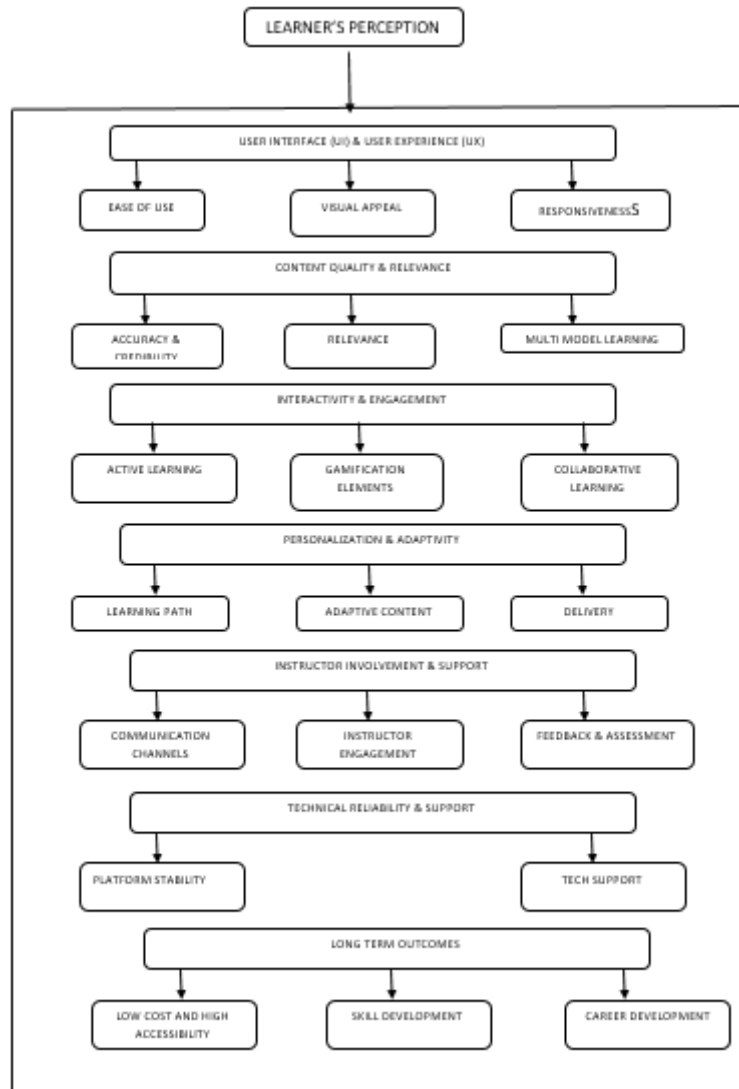 LEARNER'S PERCEPTION
USER INTERFACE (UI) & USER EXPERIENCE (UX)
EASE OF USE
VISUAL APPEAL
RESPONSIVENESSS
CONTENT QUALITY & RELEVANCE
ACCURACY &
CREDIBILITY
RELEVANCE
MULTI MODEL LEARNING
INTERACTIVITY & ENGAGEMENT
ACTIVE LEARNING
GAMIFICATION
ELEMENTS
COLLABORATIVE
LEARNING
PERSONALIZATION & ADAPTIVITY
LEARNING PATH
ADAPTIVE CONTENT
DELIVERY
INSTRUCTOR INVOLVEMENT & SUPPORT
COMMUNICATION
CHANNELS
INSTRUCTOR
ENGAGEMENT
FEEDBACK & ASSESSMENT
TECHNICAL RELIABILITY & SUPPORT
PLATFORM STABILITY
TECH SUPPORT
LONG TERM OUTCOMES
LOW COST AND HIGH
ACCESSIBILITY
SKILL DEVELOPMENT
CAREER DEVELOPMENT